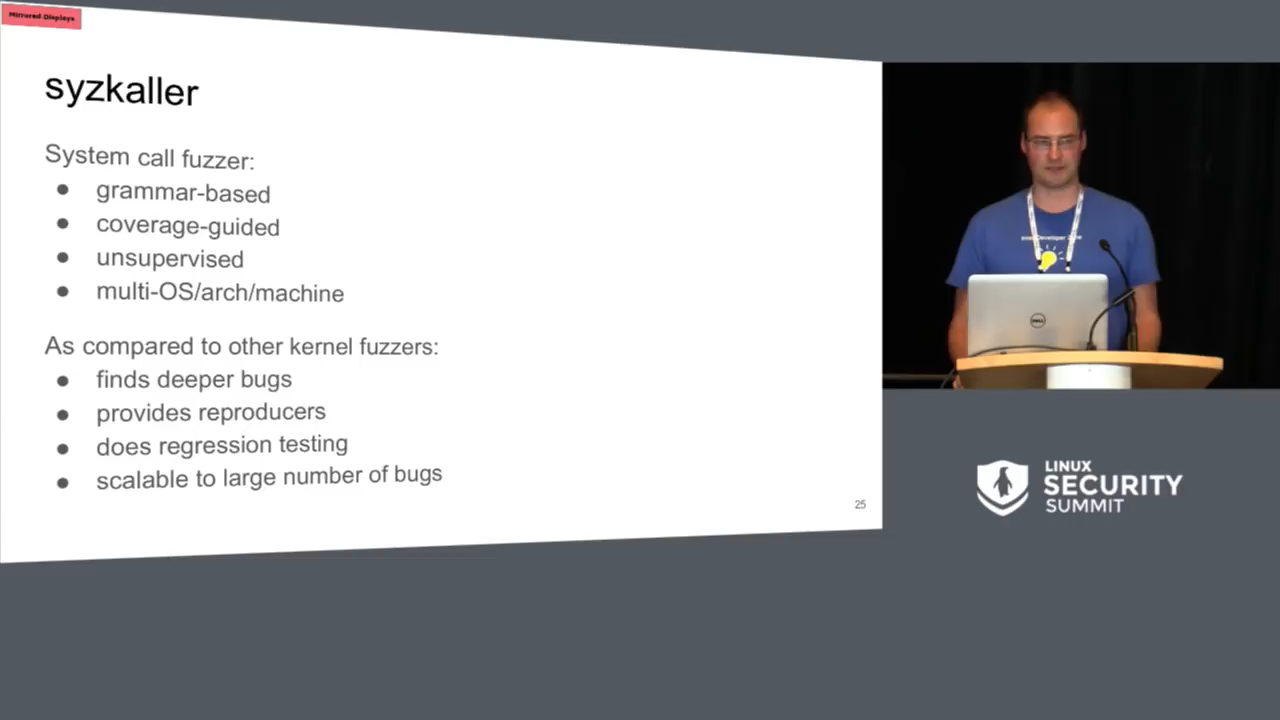 Mirrored Displays
syzkaller
System call fuzzer:
● grammar-based
● coverage-guided
● unsupervised
● multi-OS/arch/machine
As compared to other kernel fuzzers:
● finds deeper bugs
● provides reproducers
● does regression testing
● scalable to large number of bugs
25
DELL
LINUX
SECURITY
SUMMIT